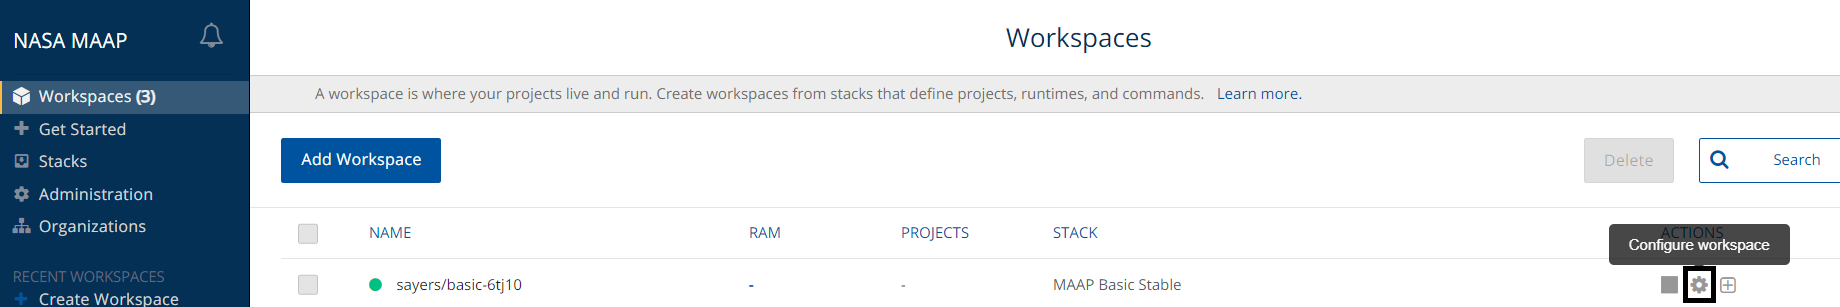 NASA MAAP
Workspaces (3)
Get Started
Stacks
Administration
Organizations
RECENT WORKSPACES
Create Workspace
Workspaces
A workspace is where your projects live and run. Create workspaces from stacks that define projects, runtimes, and commands. Learn more.
Add Workspace
Delete
Search
NAME RAM PROJECTS STACK ACTIONS
Configure workspace
sayers/basic-6tj10 - - MAAP Basic Stable